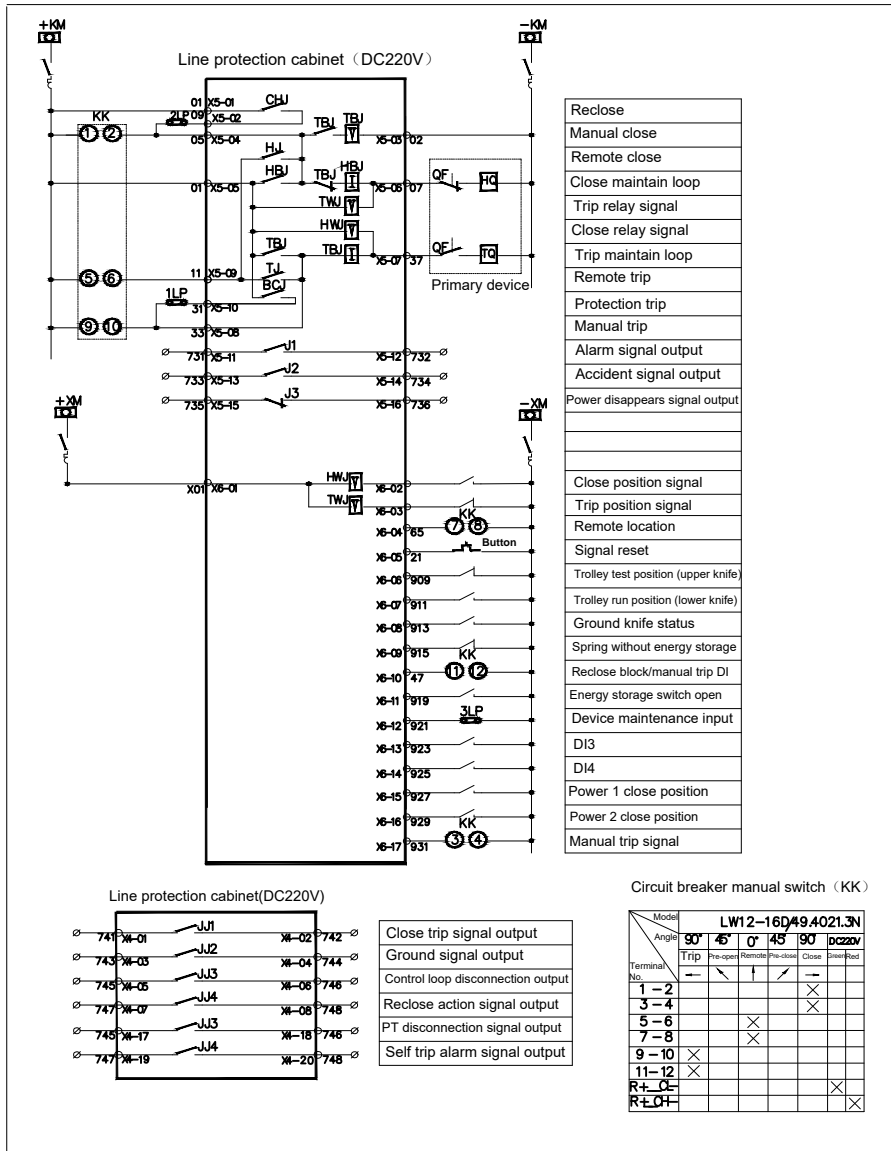 +KM
-KM
Line protection cabinet（DC220V）
KK
1 2
2LP
01 X5-01 CHJ
09 X5-02
05 X5-04 TBJ TBJ V X5-03 02
HJ
01 X5-05 HBJ TBJ HBJ I X5-06 07 QF HQ
TWJ V
HWJ V
TBJ TBJ I X5-07 37 QF TQ
Primary device
5 6
11 X5-09 TJ
BCJ
1LP
31 X5-10
9 10
33 X5-08
731 X5-11 J1 X5-12 732
733 X5-13 J2 X5-14 734
735 X5-15 J3 X5-16 736
+XM
-XM
X01 X6-01 HWJ V X6-02
TWJ V X6-03
KK
X6-04 65 7 8
X6-05 21 Button
X6-06 909
X6-07 911
X6-08 913
X6-09 915
KK
X6-10 47 11 12
X6-11 919
3LP
X6-12 921
X6-13 923
X6-14 925
X6-15 927
X6-16 929
KK
X6-17 931 3 4
Reclose
Manual close
Remote close
Close maintain loop
Trip relay signal
Close relay signal
Trip maintain loop
Remote trip
Protection trip
Manual trip
Alarm signal output
Accident signal output
Power disappears signal output
Close position signal
Trip position signal
Remote location
Signal reset
Trolley test position (upper knife)
Trolley run position (lower knife)
Ground knife status
Spring without energy storage
Reclose block/manual trip DI
Energy storage switch open
Device maintenance input
DI3
DI4
Power 1 close position
Power 2 close position
Manual trip signal
Line protection cabinet(DC220V)
741 X4-01 JJ1 X4-02 742
743 X4-03 JJ2 X4-04 744
745 X4-05 JJ3 X4-06 746
747 X4-07 JJ4 X4-08 748
745 X4-17 JJ3 X4-18 746
747 X4-19 JJ4 X4-20 748
Close trip signal output
Ground signal output
Control loop disconnection output
Reclose action signal output
PT disconnection signal output
Self trip alarm signal output
Circuit breaker manual switch（KK）
Model LW12-16D/49.4021.3N
Angle 90° 45° 0° 45° 90° DC220V
Trip Pre-open Remote Pre-close Close Green Red
Terminal No. ← ↖ ↑ ↗ →
1-2 ×
3-4 ×
5-6 ×
7-8 ×
9-10 ×
11-12 ×
R+ CL- ×
R+ CH- ×